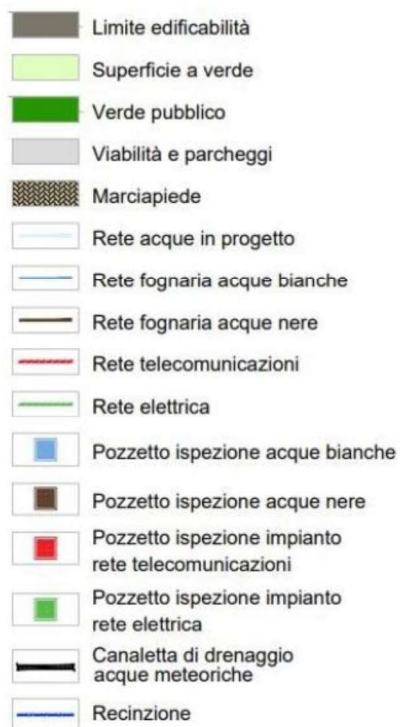 Limite edificabilità
Superficie a verde
Verde pubblico
Viabilità e parcheggi
Marciapiede
Rete acque in progetto
Rete fognaria acque bianche
Rete fognaria acque nere
Rete telecomunicazioni
Rete elettrica
Pozzetto ispezione acque bianche
Pozzetto ispezione acque nere
Pozzetto ispezione impianto
rete telecomunicazioni
Pozzetto ispezione impianto
rete elettrica
Canaletta di drenaggio
acque meteoriche
Recinzione